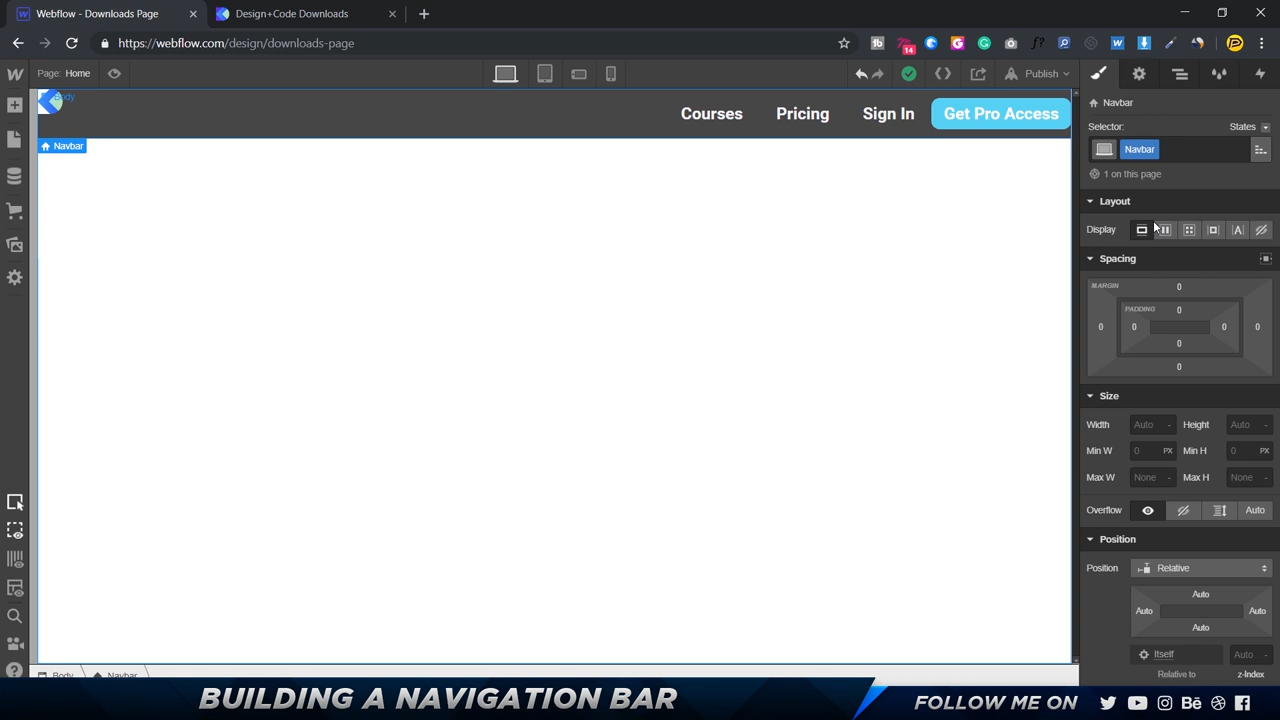 Webflow - Downloads Page
Design+Code Downloads
https://webflow.com/design/downloads-page
14
f?
Page: Home
Publish
Body
Courses
Pricing
Sign In
Get Pro Access
Navbar
Navbar
Selector:
States
Navbar
1 on this page
Layout
Display
Spacing
MARGIN
0
PADDING
0
0
0
0
0
0
0
Size
Width
Auto
-
Height
Auto
-
Min W
0
PX
Min H
0
PX
Max W
None
-
Max H
None
-
Overflow
Auto
Position
Position
Relative
Auto
Auto
Auto
Auto
Itself
Auto
-
Relative to
z-Index
Body
Navbar
BUILDING A NAVIGATION BAR
FOLLOW ME ON